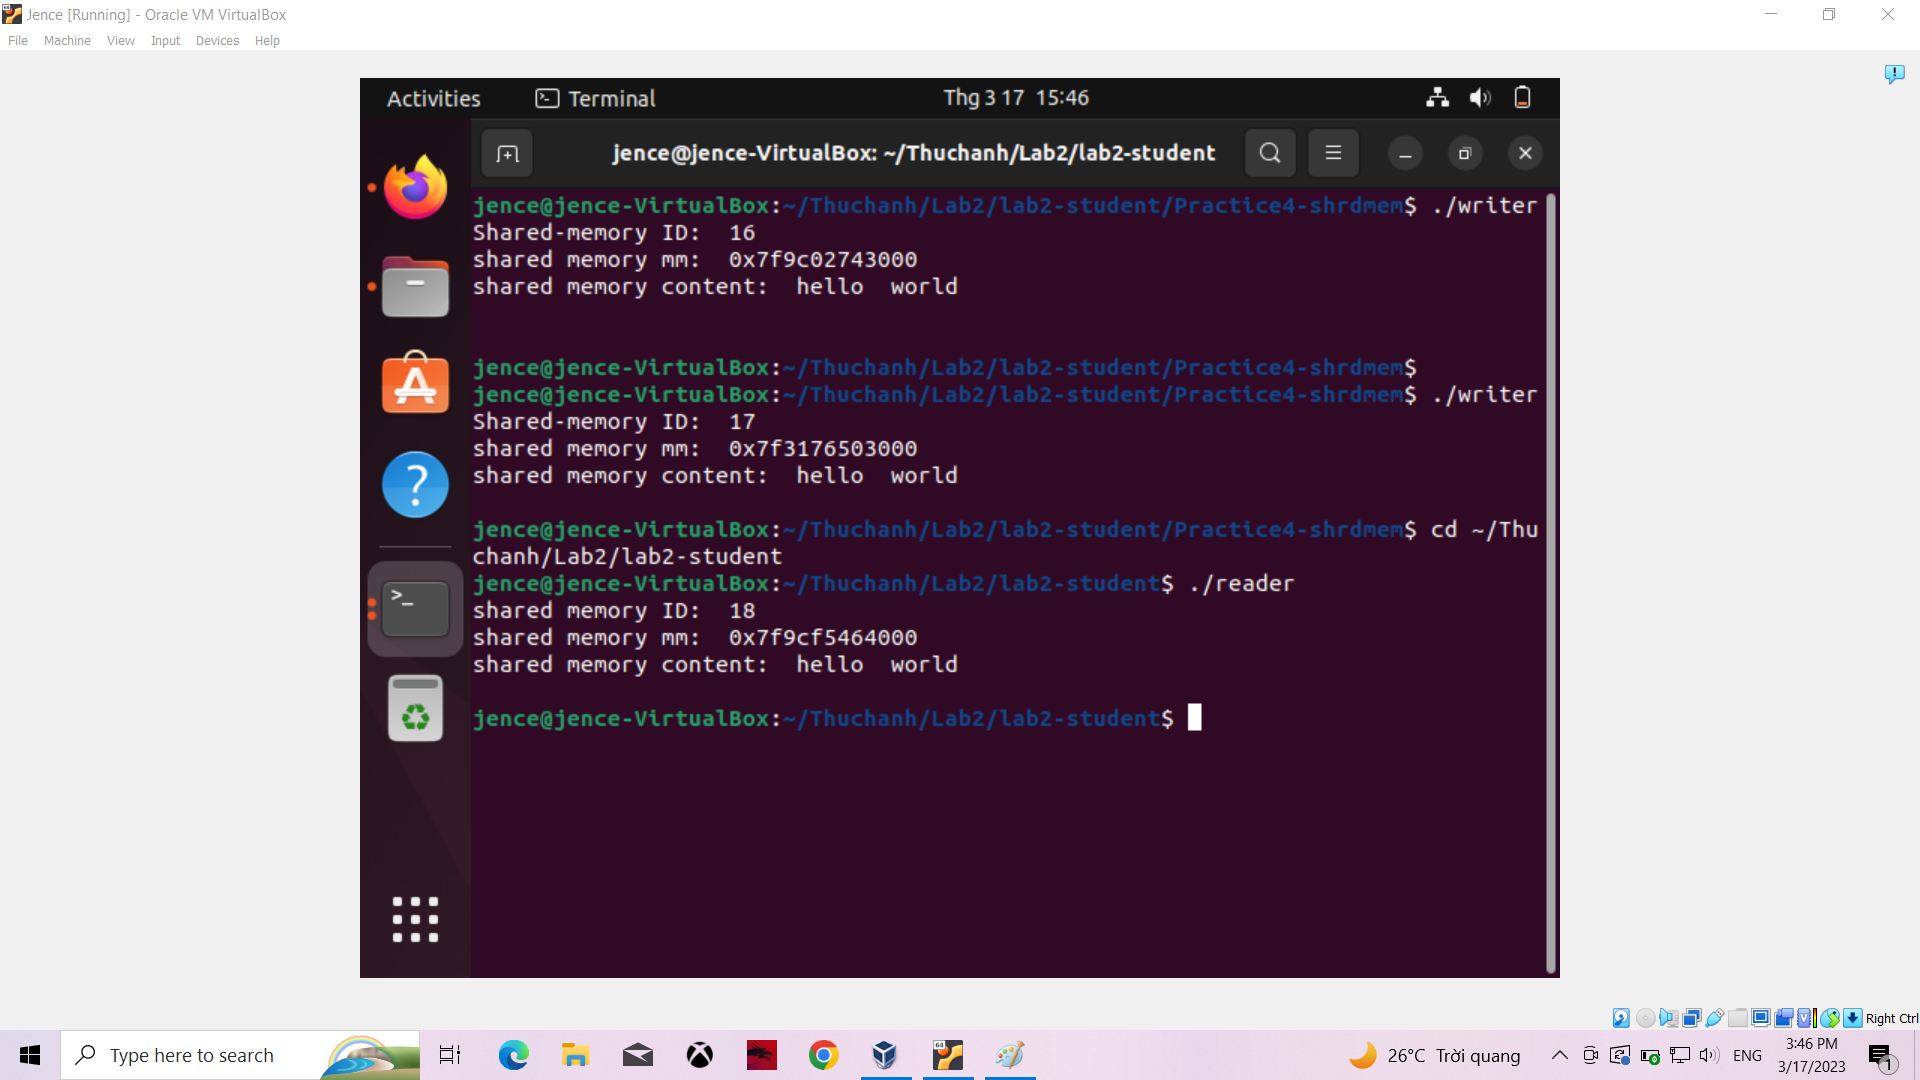 Jence [Running] - Oracle VM VirtualBox
File Machine View Input Devices Help
Activities Terminal Thg 3 17 15:46
jence@jence-VirtualBox: ~/Thuchanh/Lab2/lab2-student
jence@jence-VirtualBox:~/Thuchanh/Lab2/lab2-student/Practice4-shrdmem$ ./writer
Shared-memory ID: 16
shared memory mm: 0x7f9c02743000
shared memory content: hello world
jence@jence-VirtualBox:~/Thuchanh/Lab2/lab2-student/Practice4-shrdmem$
jence@jence-VirtualBox:~/Thuchanh/Lab2/lab2-student/Practice4-shrdmem$ ./writer
Shared-memory ID: 17
shared memory mm: 0x7f3176503000
shared memory content: hello world
jence@jence-VirtualBox:~/Thuchanh/Lab2/lab2-student/Practice4-shrdmem$ cd ~/Thu
chanh/Lab2/lab2-student
jence@jence-VirtualBox:~/Thuchanh/Lab2/lab2-student$ ./reader
shared memory ID: 18
shared memory mm: 0x7f9cf5464000
shared memory content: hello world
jence@jence-VirtualBox:~/Thuchanh/Lab2/lab2-student$
Right Ctrl
Type here to search
26°C Trời quang
ENG
3:46 PM
3/17/2023
1